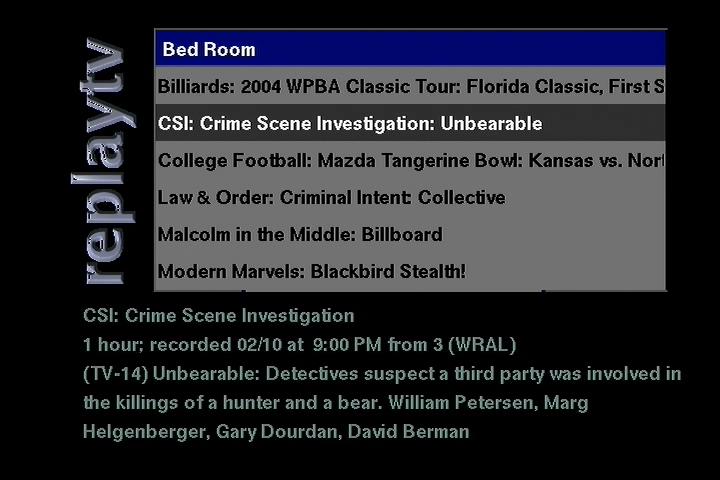 replaytv
Bed Room
Billiards: 2004 WPBA Classic Tour: Florida Classic, First S
CSI: Crime Scene Investigation: Unbearable
College Football: Mazda Tangerine Bowl: Kansas vs. Nor
Law & Order: Criminal Intent: Collective
Malcolm in the Middle: Billboard
Modern Marvels: Blackbird Stealth!
CSI: Crime Scene Investigation
1 hour; recorded 02/10 at 9:00 PM from 3 (WRAL)
(TV-14) Unbearable: Detectives suspect a third party was involved in
the killings of a hunter and a bear. William Petersen, Marg
Helgenberger, Gary Dourdan, David Berman